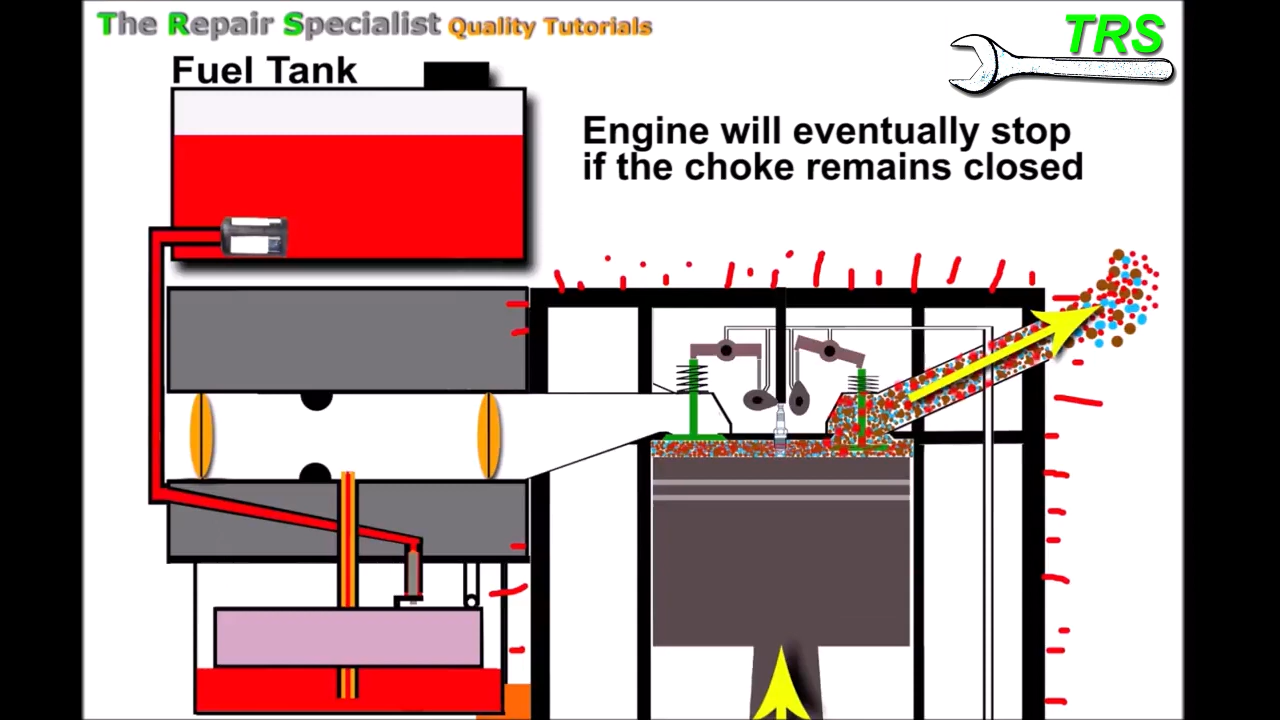 The Repair Specialist Quality Tutorials
TRS
Fuel Tank
Engine will eventually stop
if the choke remains closed